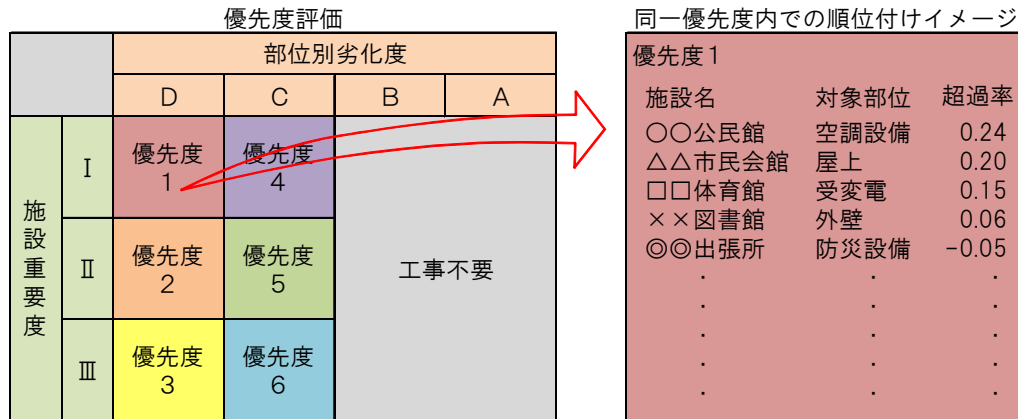 優先度評価
部位別劣化度
D C B A
施設重要度
Ⅰ
優先度
1
優先度
4
Ⅱ
優先度
2
優先度
5
工事不要
Ⅲ
優先度
3
優先度
6
同一優先度内での順位付けイメージ
優先度1
施設名 対象部位 超過率
○○公民館 空調設備 0.24
△△市民会館 屋上 0.20
□□体育館 受変電 0.15
××図書館 外壁 0.06
◎◎出張所 防災設備 -0.05
． ． ．
． ． ．
． ． ．
． ． ．
． ． ．